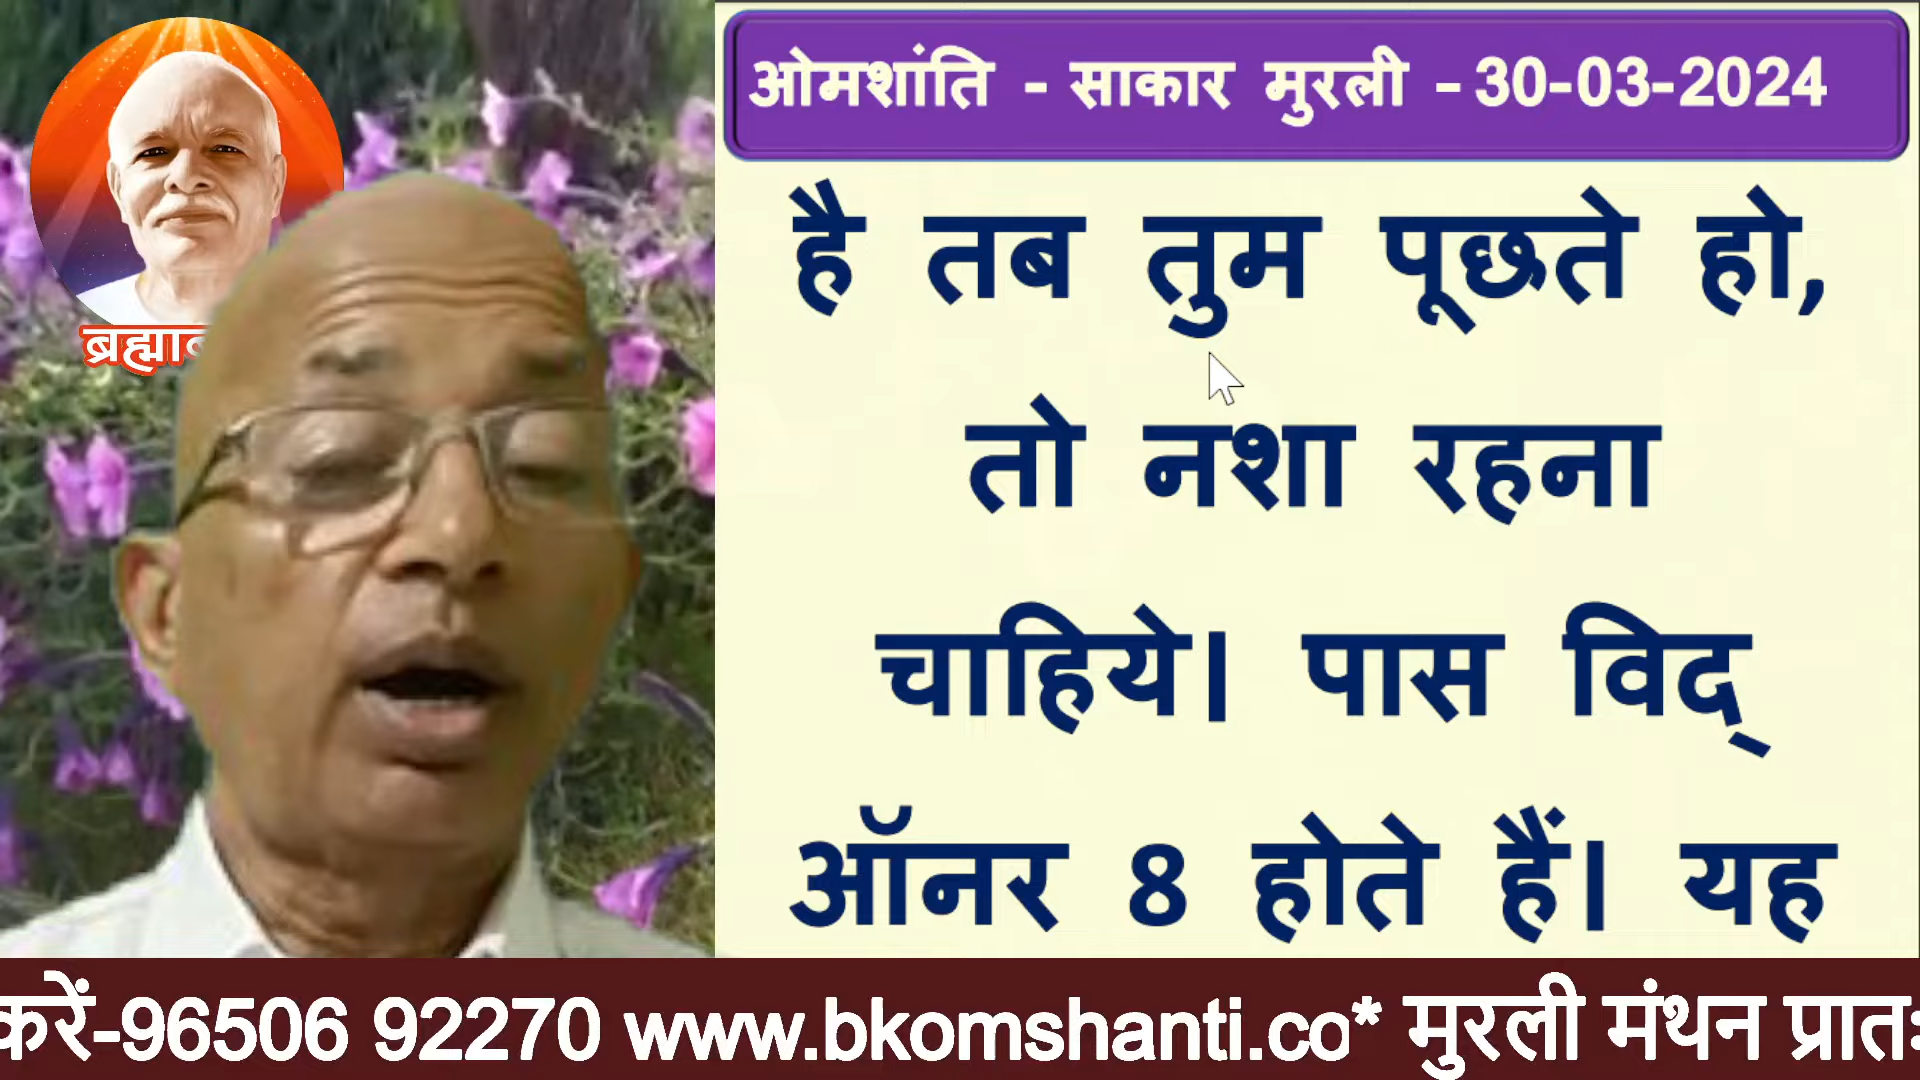 ओमशांति - साकार मुरली - 30-03-2024
है तब तुम पूछते हो,
तो नशा रहना
चाहिये। पास विद्
ऑनर 8 होते हैं। यह
करें-96506 92270 www.bkomshanti.co* मुरली मंथन प्रातः